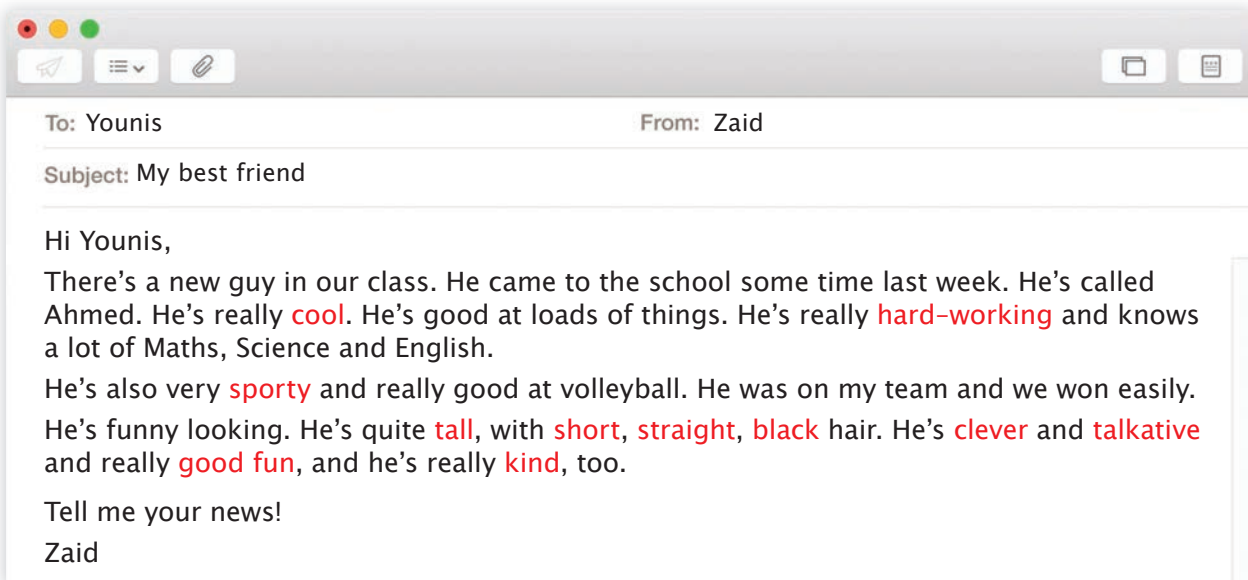 To: Younis
From: Zaid
Subject: My best friend
Hi Younis,
There’s a new guy in our class. He came to the school some time last week. He’s called
Ahmed. He’s really cool. He’s good at loads of things. He’s really hard-working and knows
a lot of Maths, Science and English.
He’s also very sporty and really good at volleyball. He was on my team and we won easily.
He’s funny looking. He’s quite tall, with short, straight, black hair. He’s clever and talkative
and really good fun, and he’s really kind, too.
Tell me your news!
Zaid